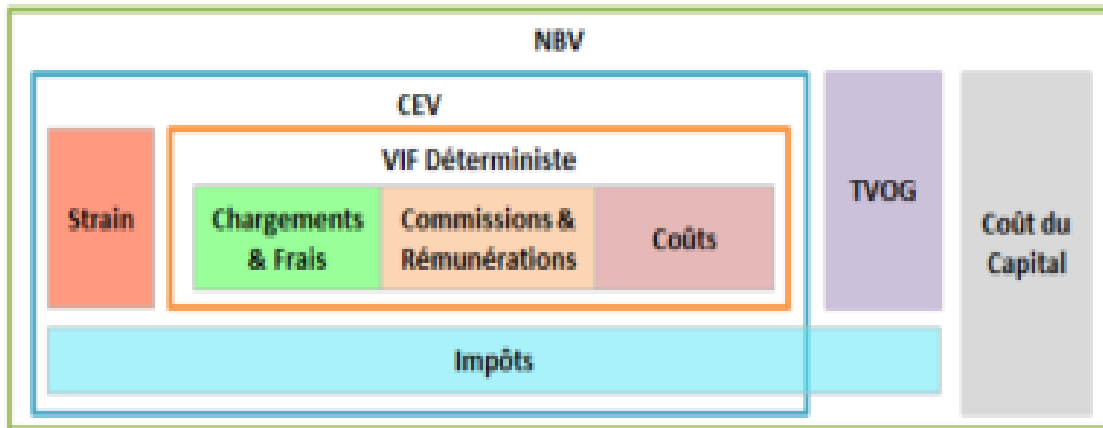 NBV
CEV
VIF Déterministe
Strain
Chargements
& Frais
Commissions &
Rémunérations
Coûts
TVOG
Coût du
Capital
Impôts